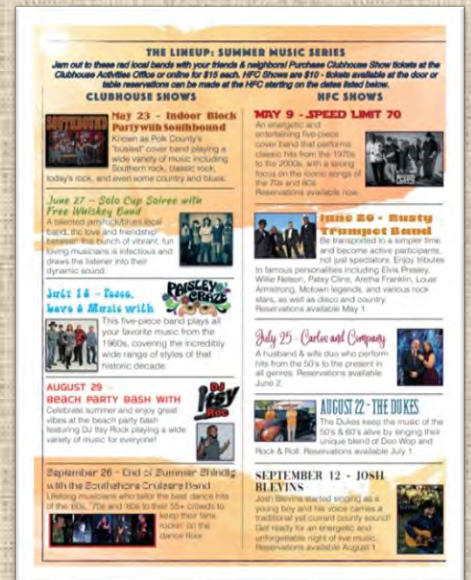 THE LINEUP: SUMMER MUSIC SERIES
Jam out to these rad local bands with your friends & neighbors! Purchase Clubhouse Show tickets at the
Clubhouse Activities Office or online for $15 each. HFC Shows are $10 - tickets available at the door or
table reservations can be made at the HFC starting on the dates listed below.
CLUBHOUSE SHOWS
May 23 - Indoor Block
Party with Southbound
Known as Polk County's
"busiest" cover band playing a
wide variety of music including
Southern rock, classic rock,
today's rock, and even some country and blues.
June 27 - Solo Cup Soiree with
Free Whiskey Band
A talented jam/rock/blues local
band, the love and friendship
between this bunch of vibrant, fun
loving musicians is infectious and
draws the listener into their
dynamic sound.
July 18 - Peace,
Love & Music with
PAISLEY
CRAZE
This five-piece band plays all
your favorite music from the
1960s, covering the incredibly
wide range of styles of that
historic decade.
AUGUST 29 -
BEACH PARTY BASH WITH
DJ
Itsy
Roc
Celebrate summer and enjoy great
vibes at the beach party bash
featuring DJ Itsy Rock playing a wide
variety of music for everyone!
September 26 - End of Summer Shindig
with the Southshore Cruisers Band
Lifelong musicians who tailor the best dance hits
of the '60s, '70s and '80s to their 55+ crowds to
keep their fans
rockin' on the
dance floor.
HFC SHOWS
MAY 9 - SPEED LIMIT 70
An energetic and
entertaining five-piece
cover band that performs
classic hits from the 1970s
to the 2000s, with a strong
focus on the iconic songs of
the 70s and 80s.
Reservations available now.
June 20 - Rusty
Trumpet Band
Be transported to a simpler time
and become active participants,
not just spectators. Enjoy tributes
to famous personalities including Elvis Presley,
Willie Nelson, Patsy Cline, Aretha Franklin, Louis
Armstrong, Motown legends, and various rock
stars, as well as disco and country.
Reservations available May 1.
July 25 - Carlos and Company
A husband & wife duo who perform
hits from the 50's to the present in
all genres. Reservations available
June 2.
AUGUST 22 - THE DUKES
The Dukes keep the music of the
50's & 60's alive by singing their
unique blend of Doo Wop and
Rock & Roll. Reservations available July 1.
SEPTEMBER 12 - JOSH
BLEVINS
Josh Blevins started singing as a
young boy and his voice carries a
traditional yet current county sound!
Get ready for an energetic and
unforgettable night of live music.
Reservations available August 1.